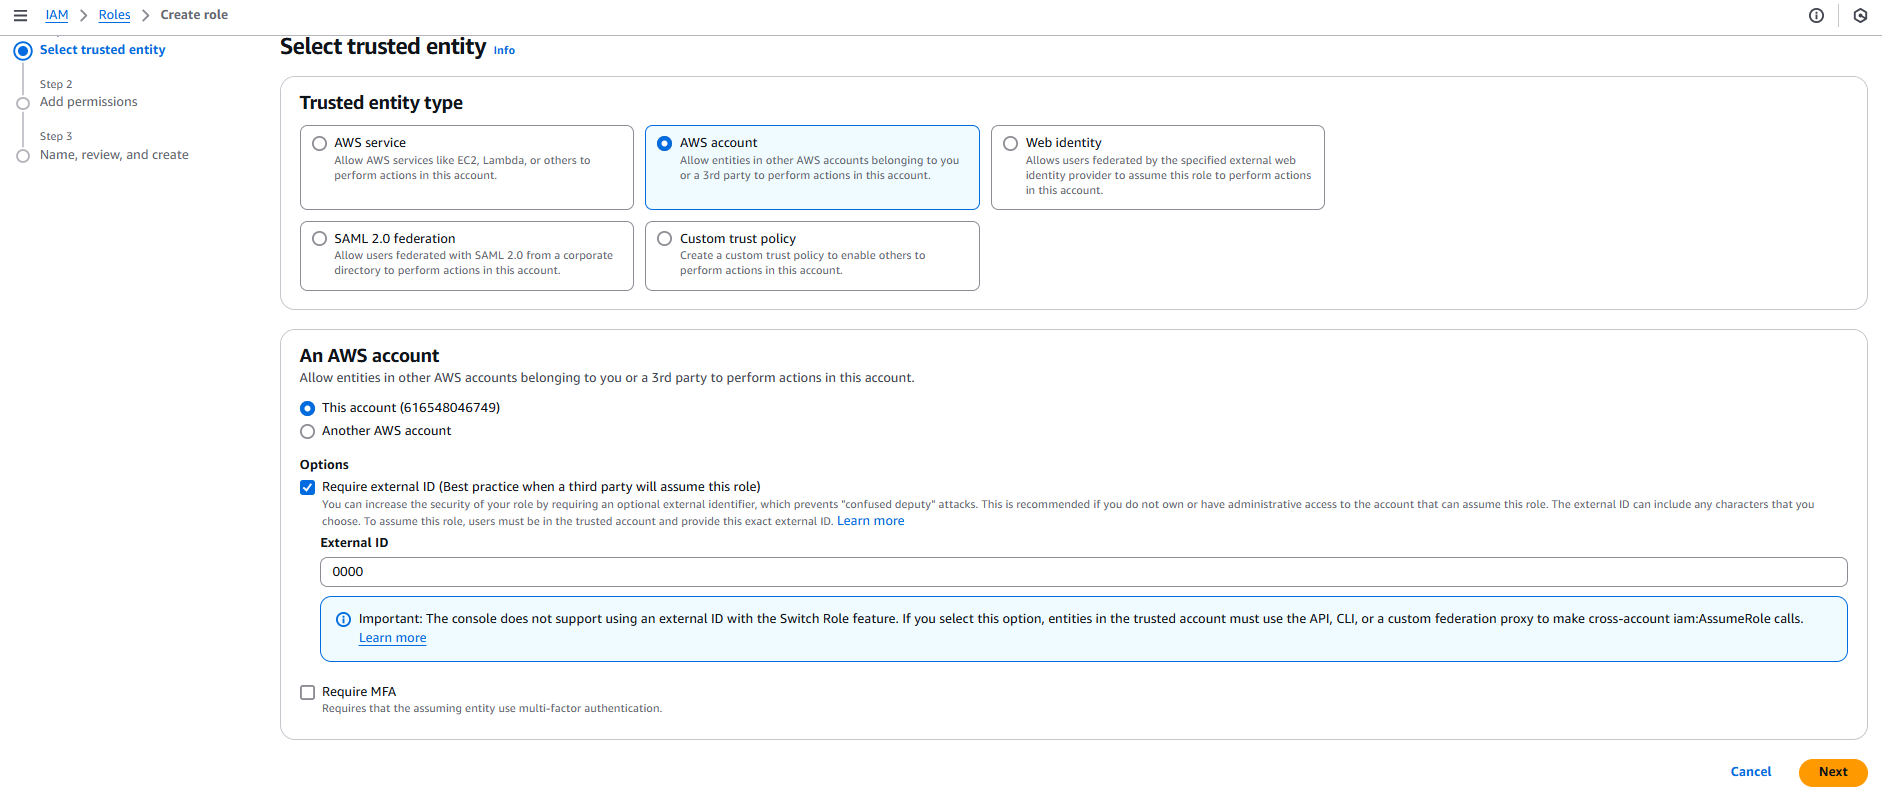 IAM > Roles > Create role
Select trusted entity
Step 2
Add permissions
Step 3
Name, review, and create
Select trusted entity Info
Trusted entity type
AWS service
Allow AWS services like EC2, Lambda, or others to
perform actions in this account.
AWS account
Allow entities in other AWS accounts belonging to you
or a 3rd party to perform actions in this account.
Web identity
Allows users federated by the specified external web
identity provider to assume this role to perform actions
in this account.
SAML 2.0 federation
Allow users federated with SAML 2.0 from a corporate
directory to perform actions in this account.
Custom trust policy
Create a custom trust policy to enable others to
perform actions in this account.
An AWS account
Allow entities in other AWS accounts belonging to you or a 3rd party to perform actions in this account.
This account (616548046749)
Another AWS account
Options
Require external ID (Best practice when a third party will assume this role)
You can increase the security of your role by requiring an optional external identifier, which prevents "confused deputy" attacks. This is recommended if you do not own or have administrative access to the account that can assume this role. The external ID can include any characters that you
choose. To assume this role, users must be in the trusted account and provide this exact external ID. Learn more
External ID
0000
Important: The console does not support using an external ID with the Switch Role feature. If you select this option, entities in the trusted account must use the API, CLI, or a custom federation proxy to make cross-account iam:AssumeRole calls.
Learn more
Require MFA
Requires that the assuming entity use multi-factor authentication.
Cancel
Next